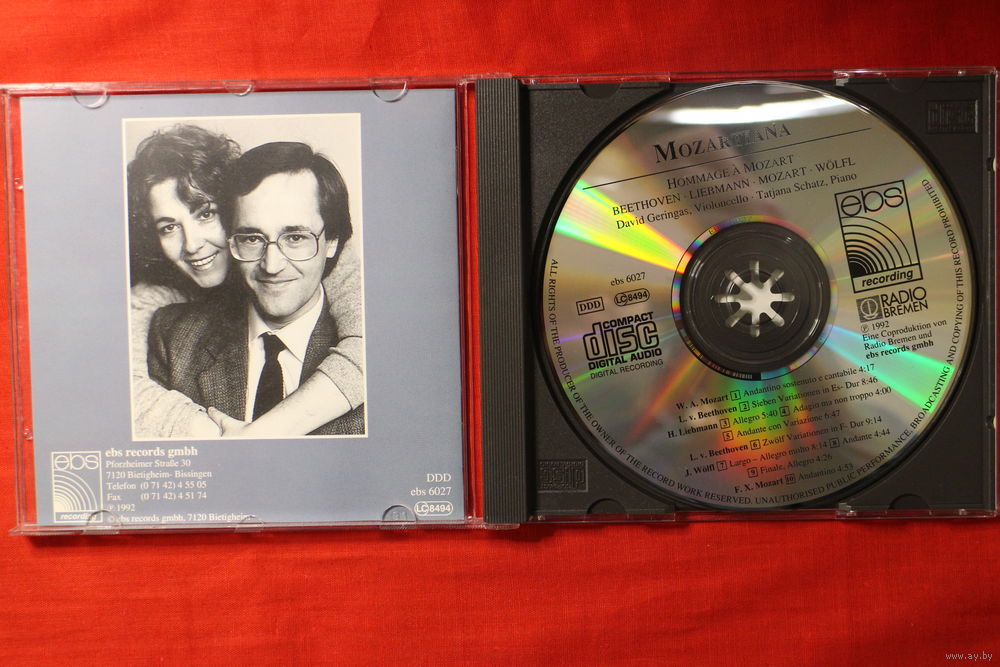 ebs
recording
ebs records gmbh
Pforzheimer Straße 30
7120 Bietigheim- Bissingen
Telefon (0 71 42) 4 55 05
Fax (0 71 42) 4 51 74
℗ 1992
© ebs records gmbh, 7120 Bietigheim
DDD
ebs 6027
LC 8494
MOZARTIANA
HOMMAGE À MOZART
BEETHOVEN · LIEBMANN · MOZART · WÖLFL
David Geringas, Violoncello · Tatjana Schatz, Piano
ebs
recording
RADIO
BREMEN
℗ 1992
Eine Coproduktion von
Radio Bremen und
ebs records gmbh
ebs 6027
DDD
LC 8494
COMPACT
disc
DIGITAL AUDIO
DIGITAL RECORDING
W. A. Mozart 1 Andantino sostenuto e cantabile 4:17
L. v. Beethoven 2 Sieben Variationen in Es- Dur 8:46
H. Liebmann 3 Allegro 5:40 4 Adagio ma non troppo 4:00
5 Andante con Variazione 6:47
L. v. Beethoven 6 Zwölf Variationen in F- Dur 9:14
J. Wölfl 7 Largo – Allegro molto 8:14 8 Andante 4:44
9 Finale, Allegro 4:26
F. X. Mozart 10 Andantino 4:53
ALL RIGHTS OF THE PRODUCER OF THE OWNER OF THE RECORD WORK RESERVED. UNAUTHORISED PUBLIC PERFORMANCE, BROADCASTING AND COPYING OF THIS RECORD PROHIBITED
www.ay.by